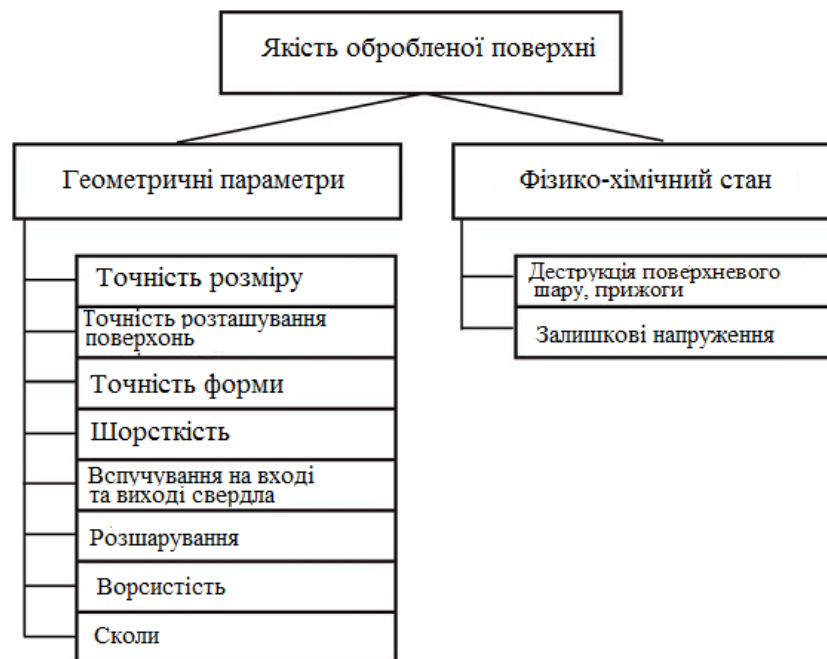 Якість обробленої поверхні
Геометричні параметри
Фізико-хімічний стан
Точність розміру
Точність розташування
поверхонь
Точність форми
Шорсткість
Вспучування на вході
та виході свердла
Розшарування
Ворсистість
Сколи
Деструкція поверхневого
шару, прижоги
Залишкові напруження